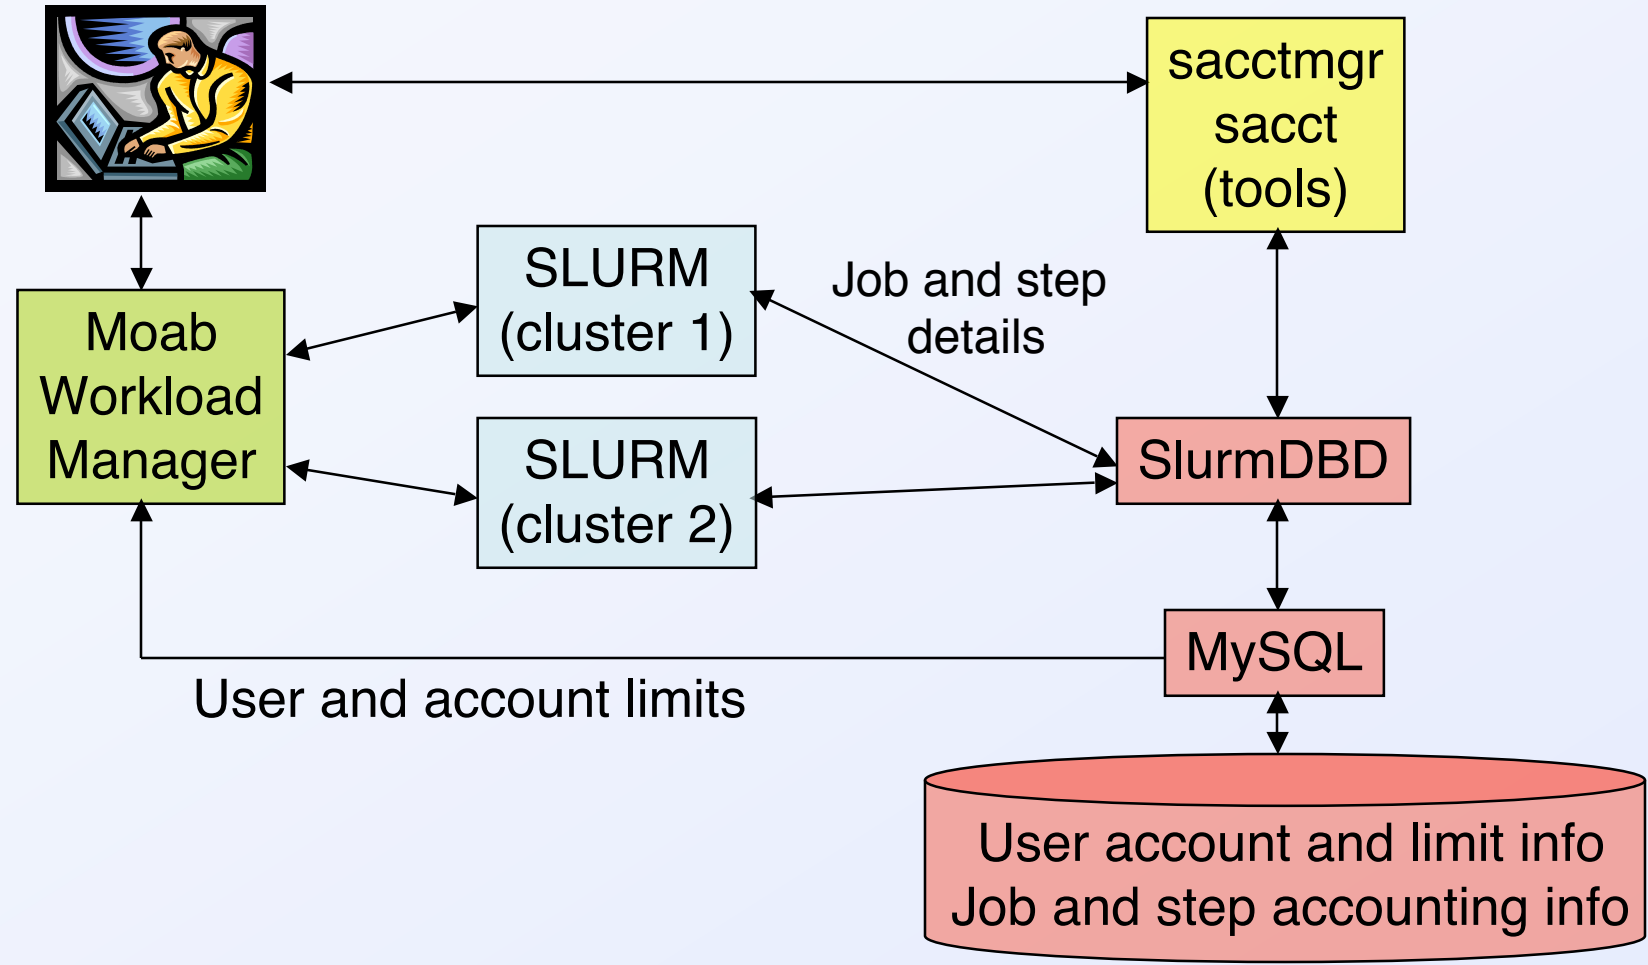 sacctmgr
sacct
(tools)
SLURM
(cluster 1)
Job and step
details
Moab
Workload
Manager
SLURM
(cluster 2)
SlurmDBD
MySQL
User and account limits
User account and limit info
Job and step accounting info